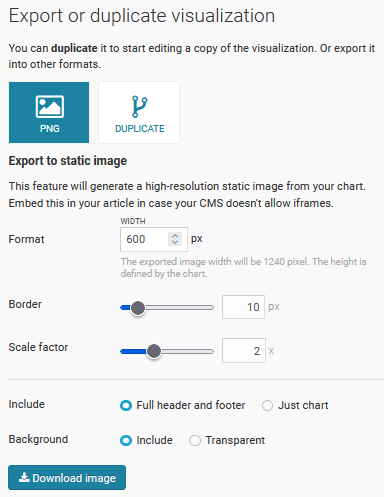 Export or duplicate visualization
You can duplicate it to start editing a copy of the visualization. Or export it
into other formats.
PNG
DUPLICATE
Export to static image
This feature will generate a high-resolution static image from your chart.
Embed this in your article in case your CMS doesn't allow iframes.
WIDTH
Format 600 px
The exported image width will be 1240 pixel. The height is
defined by the chart.
Border 10 px
Scale factor 2 x
Include Full header and footer Just chart
Background Include Transparent
Download image